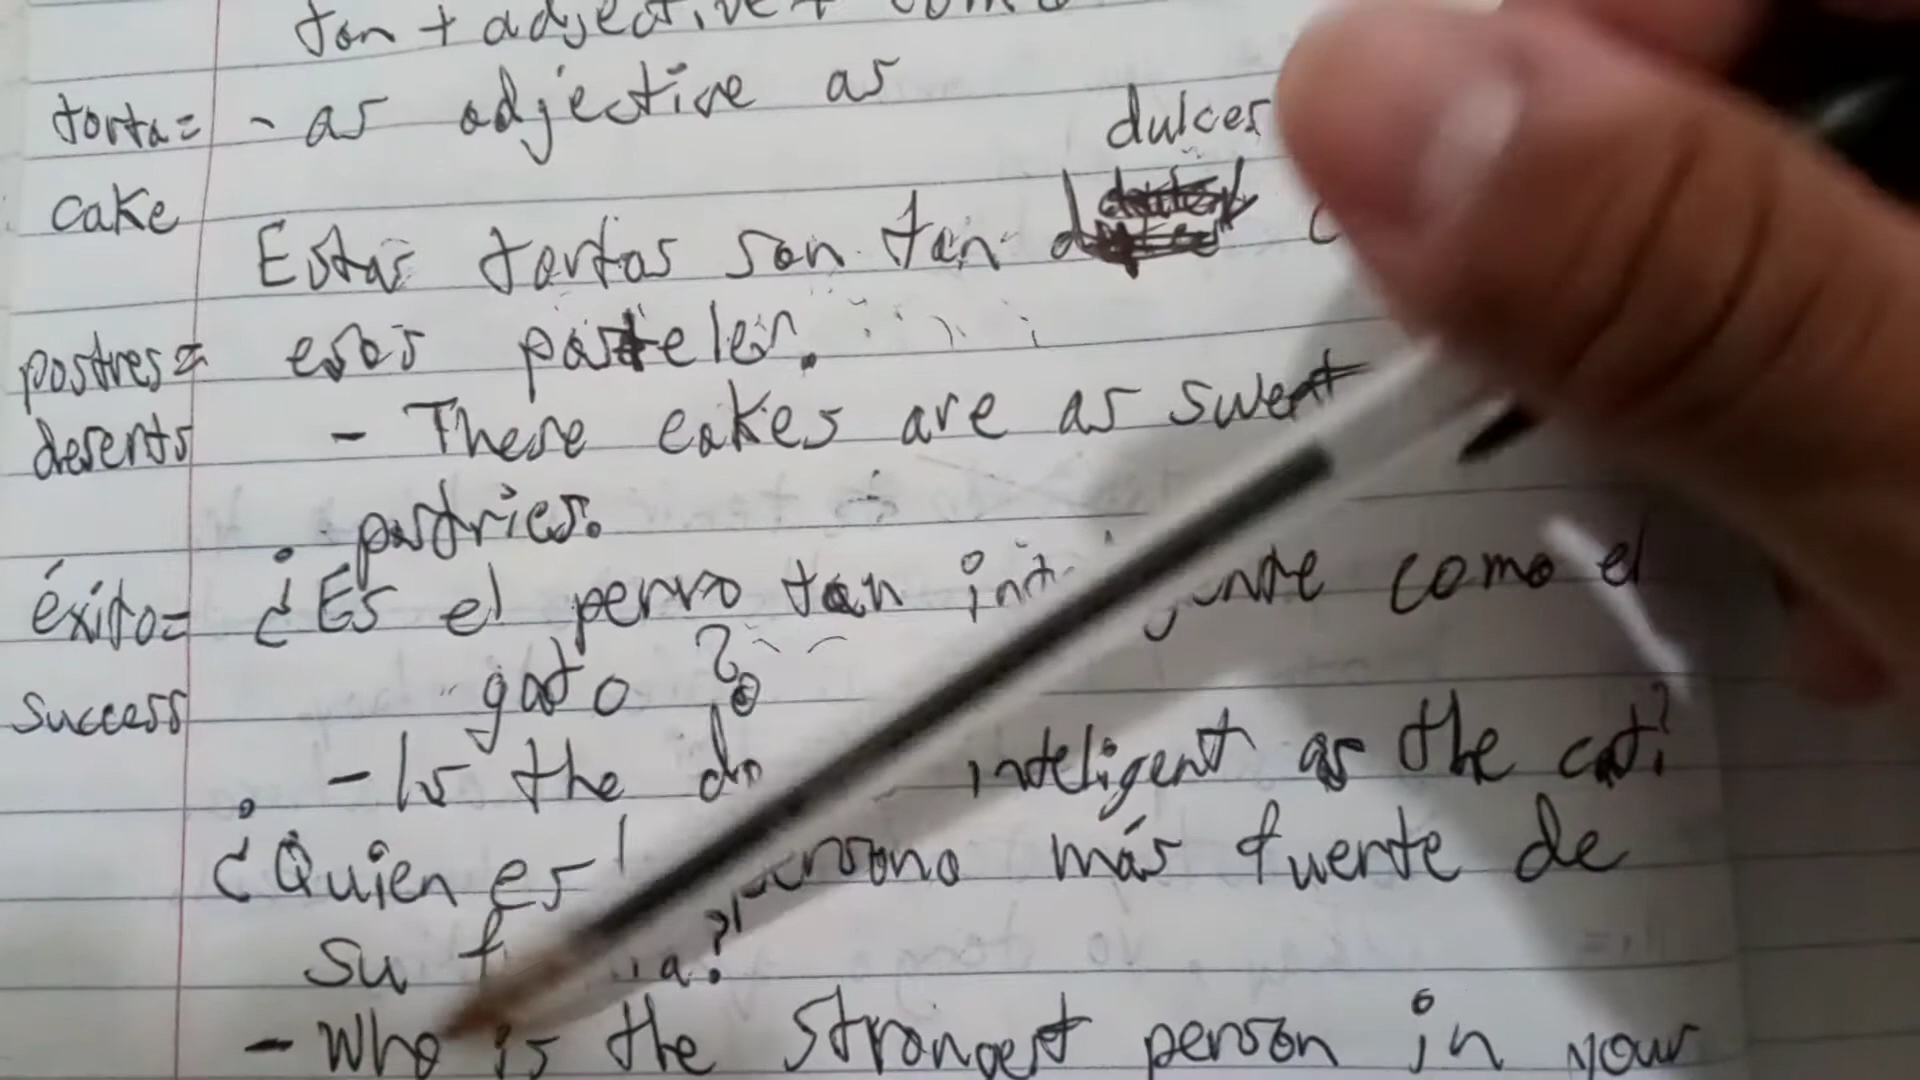 tan + adjective + como
torta= - as adjective as
dulces
cake
Estas tortas son tan
postres= esos pasteles.
deserts - These cakes are as sweet
pastries.
éxito= ¿Es el perro tan como el
gato?
success
- Is the inteligent as the cat?
¿Quien es más fuerte de
su
- Who is the strongest person in your